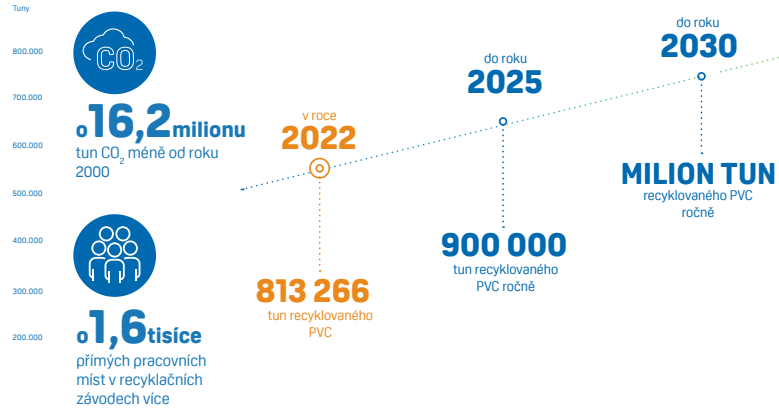 Tuny
800.000
700.000
600.000
500.000
400.000
300.000
200.000
CO2
o 16,2 milionu
tun CO2 méně od roku
2000
o 1,6 tisíce
přímých pracovních
míst v recyklačních
závodech více
v roce
2022
813 266
tun recyklovaného
PVC
do roku
2025
900 000
tun recyklovaného
PVC ročně
do roku
2030
MILION TUN
recyklovaného PVC
ročně